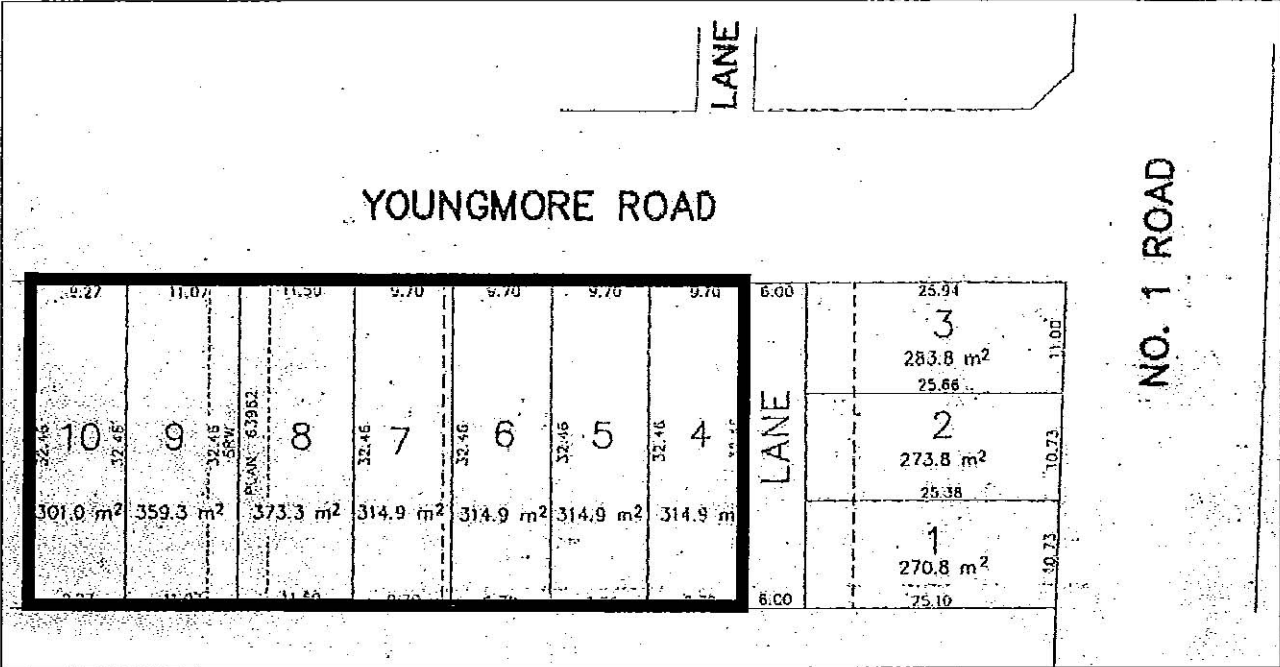 LANE
YOUNGMORE ROAD
NO. 1 ROAD
9.27 11.07 11.50 9.70 9.70 9.70 9.70 6.00 25.94
3
283.8 m²
11.00
25.66
32.46 10 32.46 9 32.46 SRW PLAN 63962 8 32.46 7 32.46 6 32.46 5 32.46 4
LANE
2
273.8 m²
10.73
25.38
301.0 m² 359.3 m² 373.3 m² 314.9 m² 314.9 m² 314.9 m² 314.9 m
1
270.8 m²
10.73
6.00 25.10